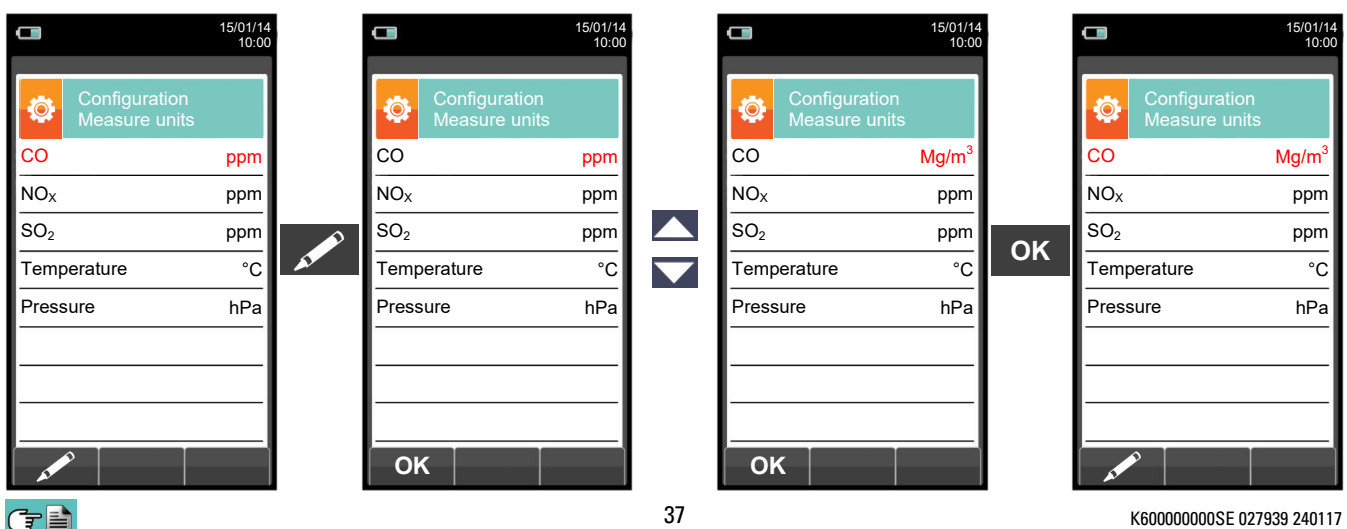 15/01/14
10:00
Configuration
Measure units
CO ppm
NOX ppm
SO2 ppm
Temperature °C
Pressure hPa
15/01/14
10:00
Configuration
Measure units
CO ppm
NOX ppm
SO2 ppm
Temperature °C
Pressure hPa
OK
15/01/14
10:00
Configuration
Measure units
CO Mg/m3
NOX ppm
SO2 ppm
Temperature °C
Pressure hPa
OK
OK
15/01/14
10:00
Configuration
Measure units
CO Mg/m3
NOX ppm
SO2 ppm
Temperature °C
Pressure hPa
37
K600000000SE 027939 240117